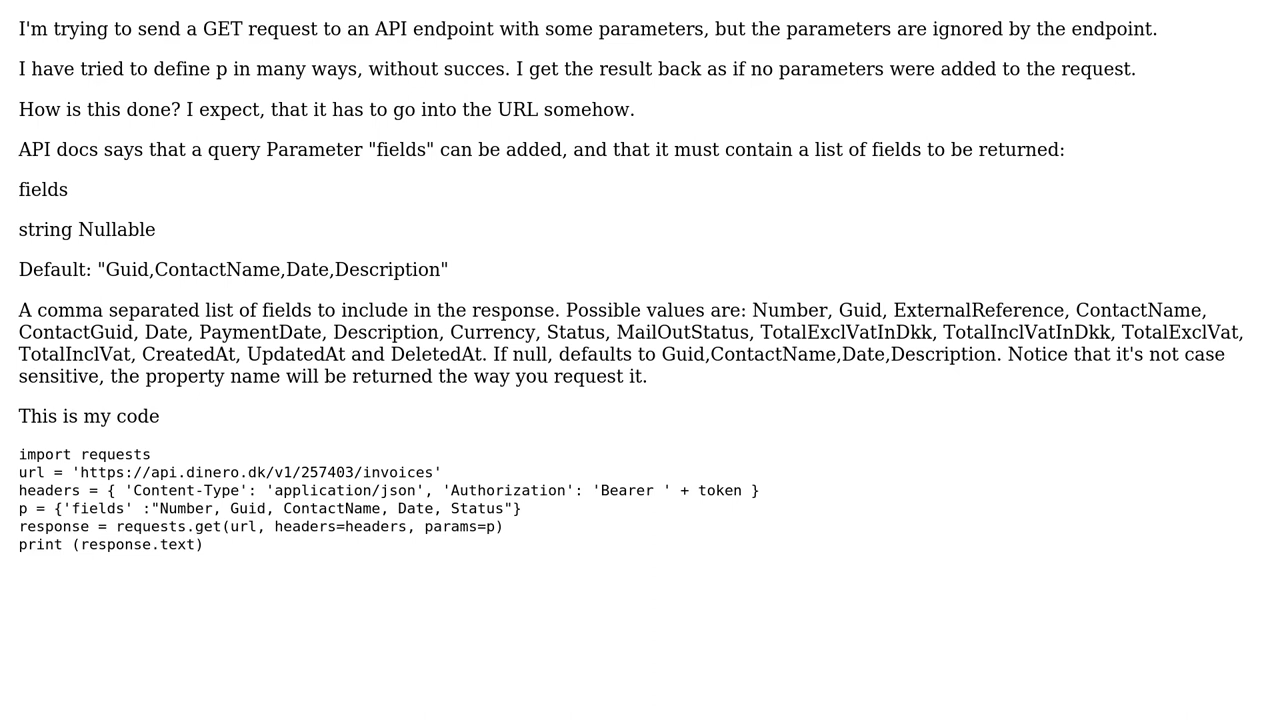 I'm trying to send a GET request to an API endpoint with some parameters, but the parameters are ignored by the endpoint.
I have tried to define p in many ways, without succes. I get the result back as if no parameters were added to the request.
How is this done? I expect, that it has to go into the URL somehow.
API docs says that a query Parameter "fields" can be added, and that it must contain a list of fields to be returned:
fields
string Nullable
Default: "Guid,ContactName,Date,Description"
A comma separated list of fields to include in the response. Possible values are: Number, Guid, ExternalReference, ContactName,
ContactGuid, Date, PaymentDate, Description, Currency, Status, MailOutStatus, TotalExclVatInDkk, TotalInclVatInDkk, TotalExclVat,
TotalInclVat, CreatedAt, UpdatedAt and DeletedAt. If null, defaults to Guid,ContactName,Date,Description. Notice that it's not case
sensitive, the property name will be returned the way you request it.
This is my code
import requests
url = 'https://api.dinero.dk/v1/257403/invoices'
headers = { 'Content-Type': 'application/json', 'Authorization': 'Bearer ' + token }
p = {'fields' :"Number, Guid, ContactName, Date, Status"}
response = requests.get(url, headers=headers, params=p)
print (response.text)